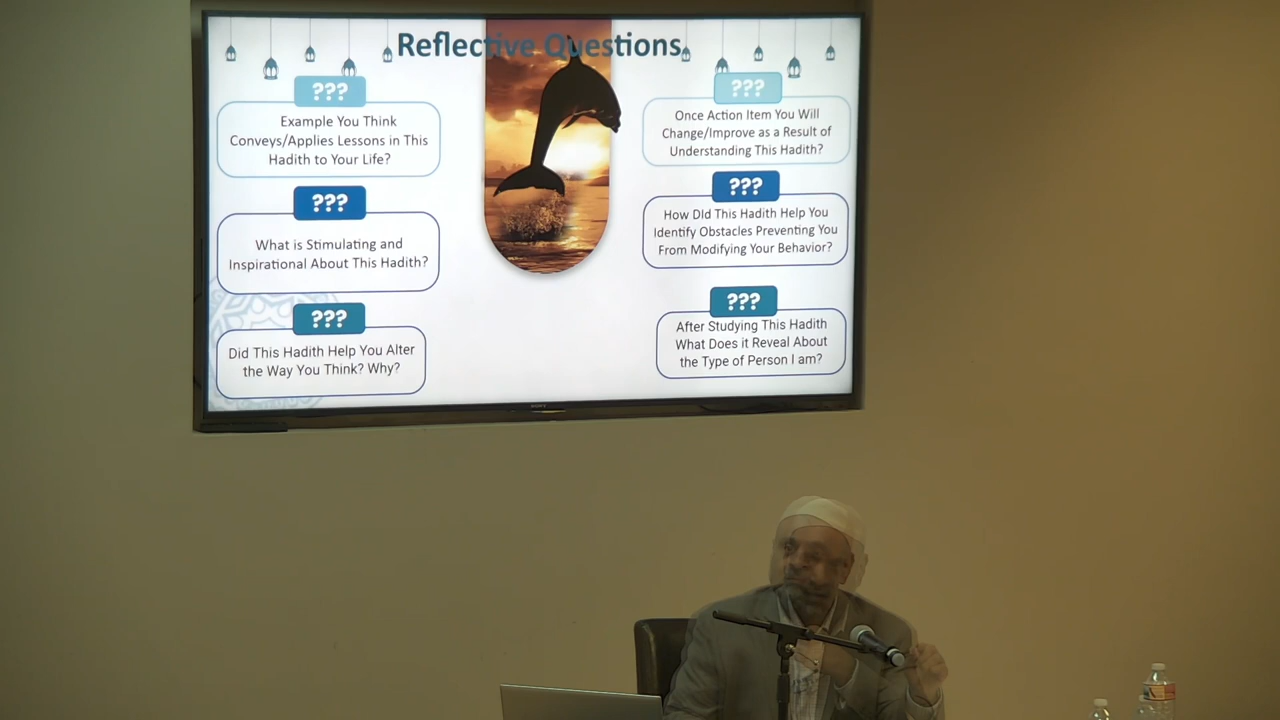 Reflective Questions
???
Example You Think
Conveys/Applies Lessons in This
Hadith to Your Life?
???
What is Stimulating and
Inspirational About This Hadith?
???
Did This Hadith Help You Alter
the Way You Think? Why?
???
Once Action Item You Will
Change/Improve as a Result of
Understanding This Hadith?
???
How DId This Hadith Help You
Identify Obstacles Preventing You
From Modifying Your Behavior?
???
After Studying This Hadith
What Does it Reveal About
the Type of Person I am?
SONY